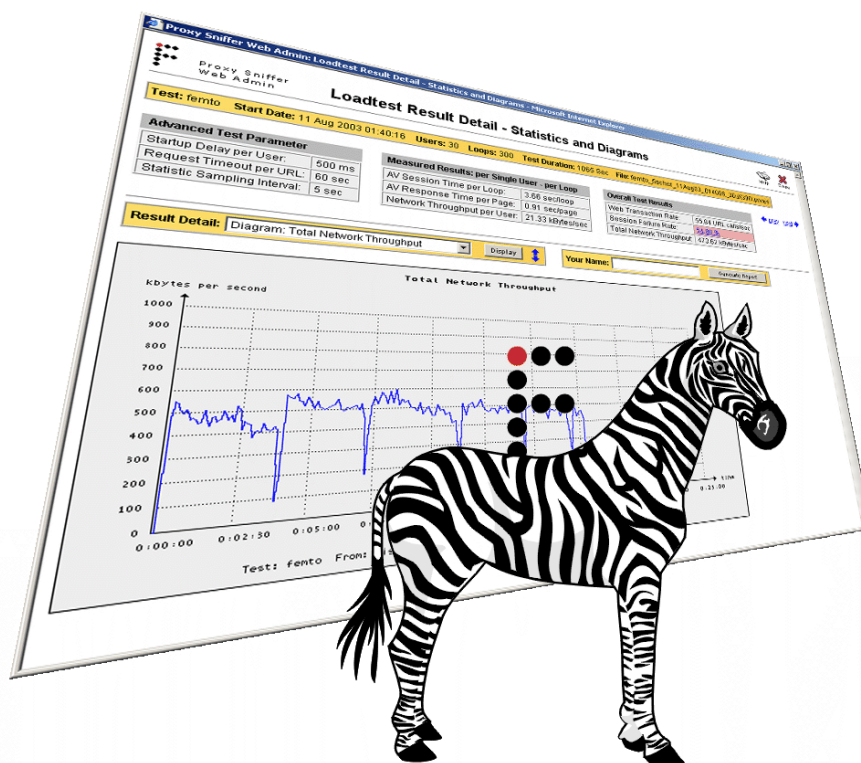 Proxy Sniffer Web Admin: Loadtest Result Detail - Statistics and Diagrams - Microsoft Internet Explorer
Proxy Sniffer
Web Admin
Loadtest Result Detail - Statistics and Diagrams
Test: femto Start Date: 11 Aug 2003 01:40:16 Users: 30 Loops: 300 Test Duration: 1065 Sec File:
Advanced Test Parameter
Startup Delay per User: 500 ms
Request Timeout per URL: 60 sec
Statistic Sampling Interval: 5 sec
Measured Results: per Single User - per Loop
AV Session Time per Loop: 3.66 sec/loop
AV Response Time per Page: 0.91 sec/page
Network Throughput per User: 21.33 kBytes/sec
Overall Test Results
Web Transaction Rate
Session Failure Rate
Total Network Throughput
Result Detail: Diagram: Total Network Throughput Display
Your Name: Generate Report
Total Network Throughput
kBytes per second
1000
900
800
700
600
500
400
300
200
100
0
0:00:00 0:02:30 0:05:00
time
Test: femto From: